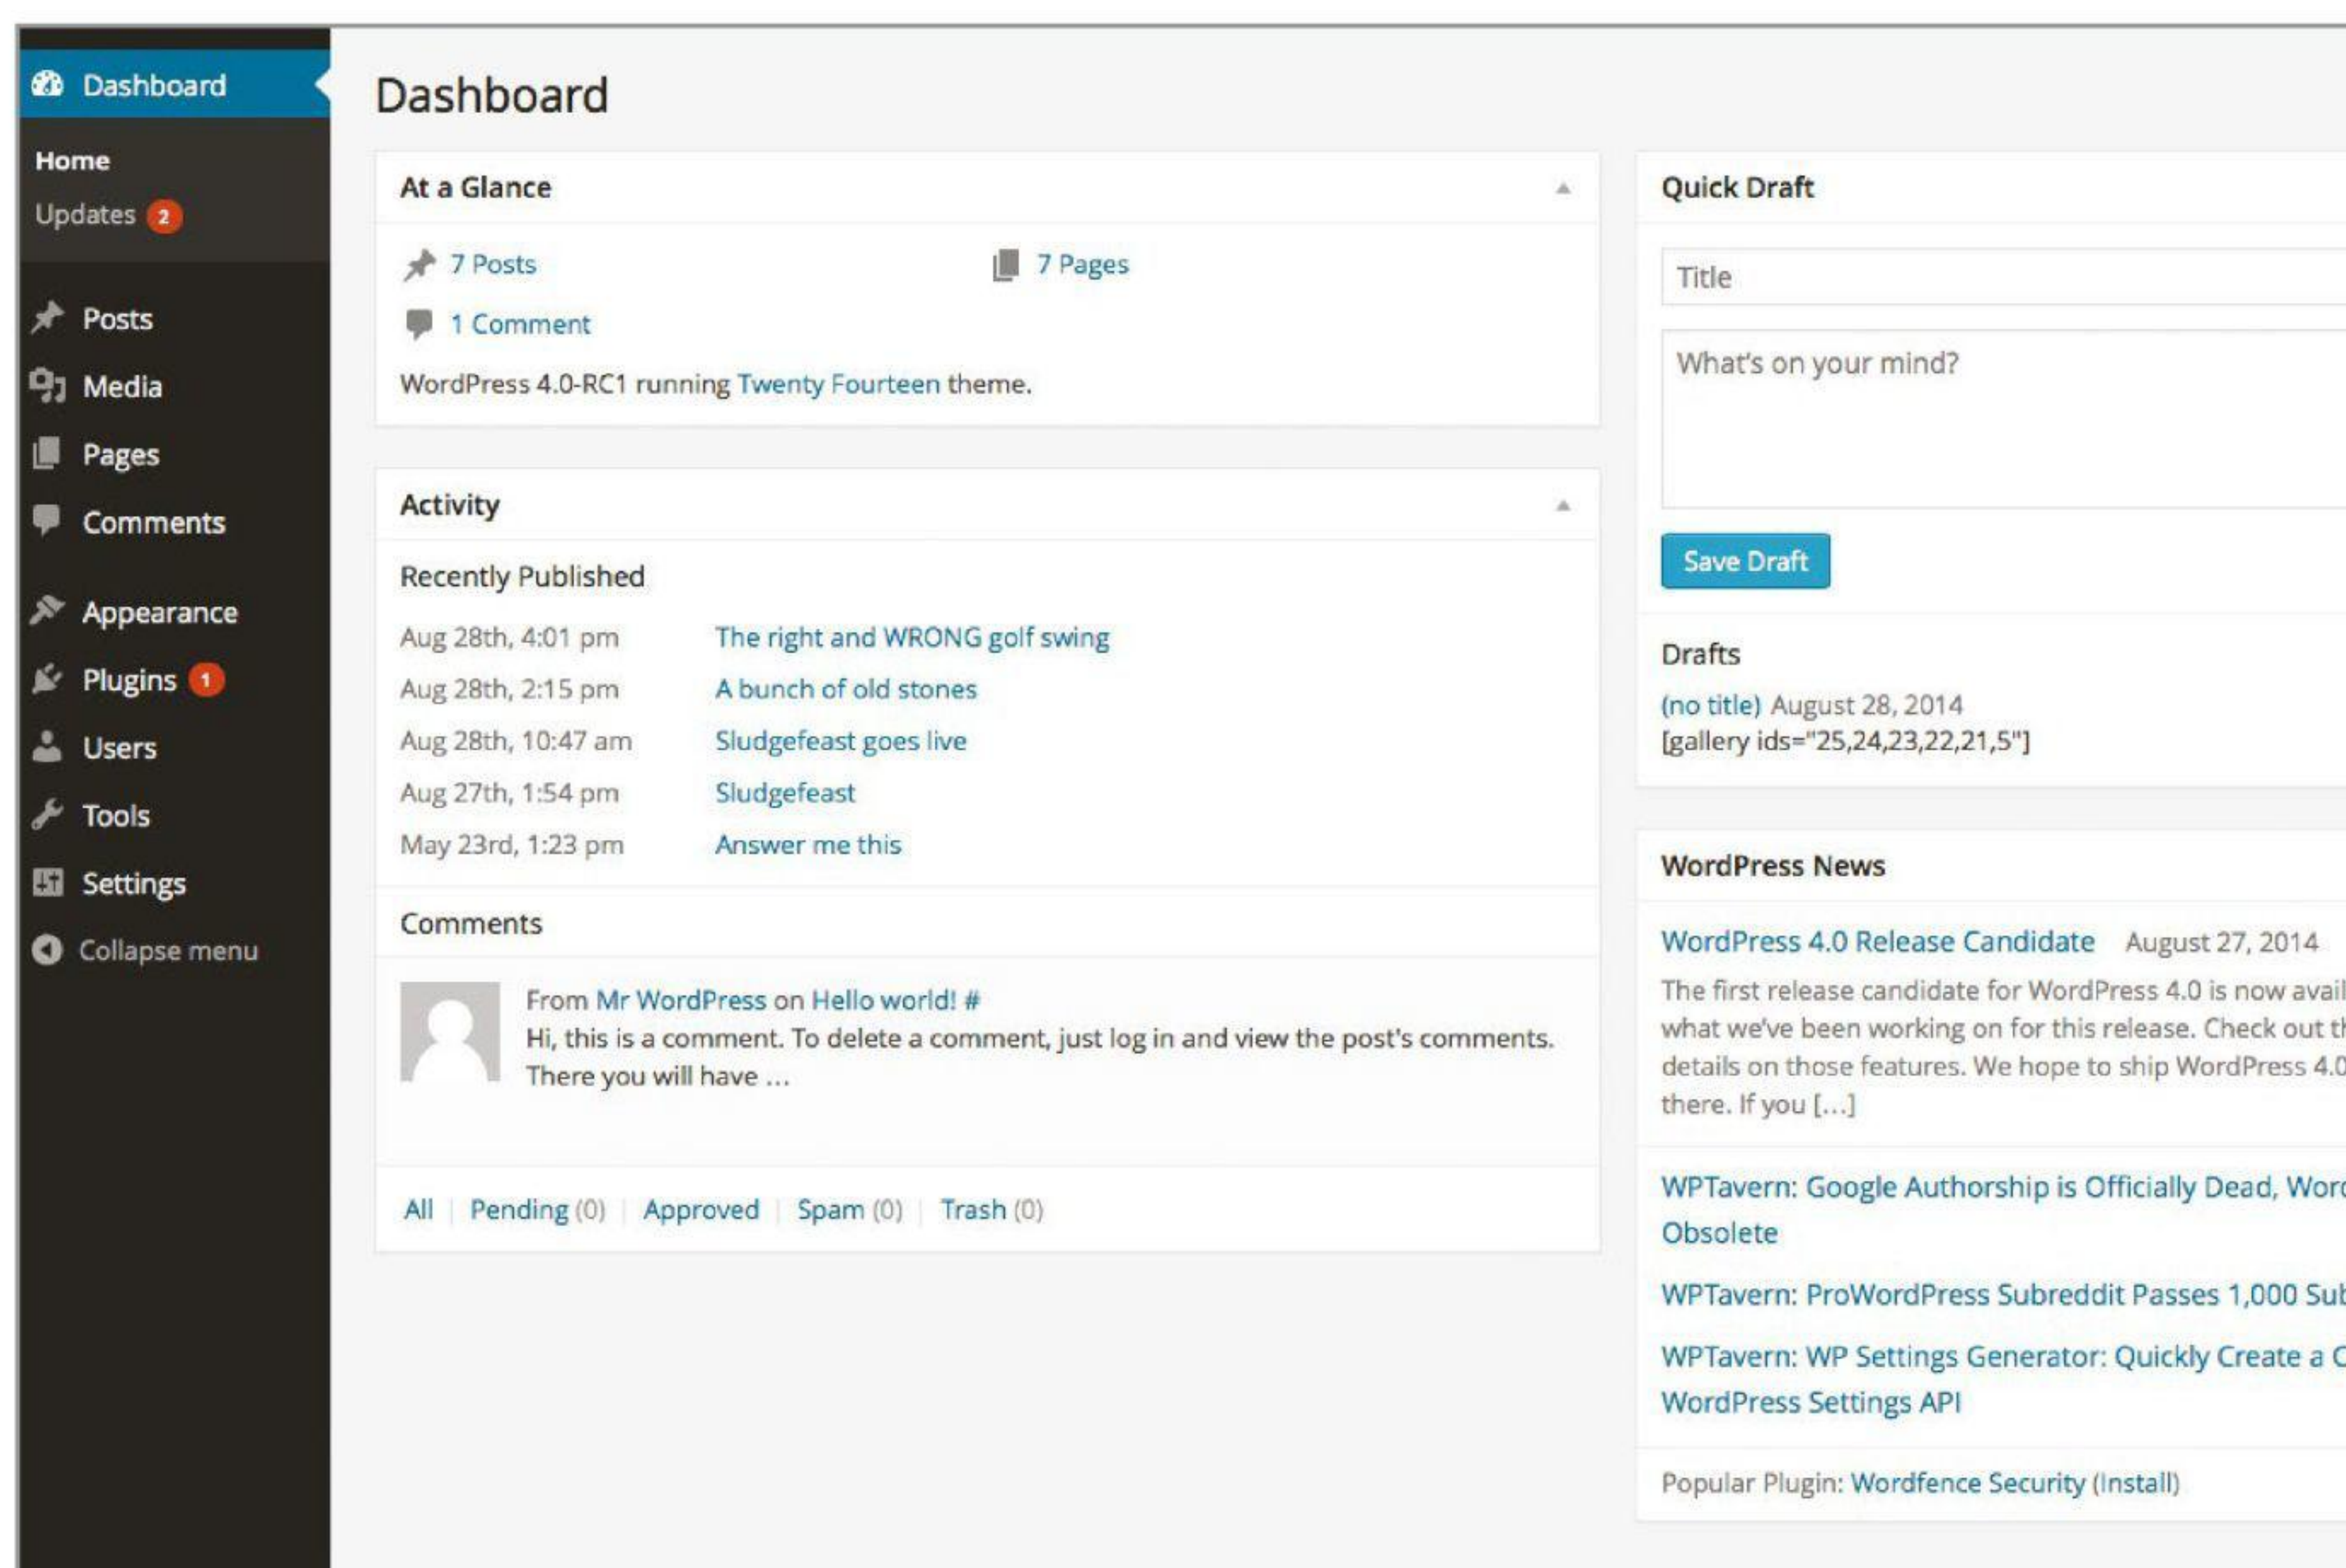 Dashboard
Home
Updates 2
Posts
Media
Pages
Comments
Appearance
Plugins 1
Users
Tools
Settings
Collapse menu
Dashboard
At a Glance
7 Posts
7 Pages
1 Comment
WordPress 4.0-RC1 running Twenty Fourteen theme.
Activity
Recently Published
Aug 28th, 4:01 pm The right and WRONG golf swing
Aug 28th, 2:15 pm A bunch of old stones
Aug 28th, 10:47 am Sludgefeast goes live
Aug 27th, 1:54 pm Sludgefeast
May 23rd, 1:23 pm Answer me this
Comments
From Mr WordPress on Hello world! #
Hi, this is a comment. To delete a comment, just log in and view the post's comments.
There you will have ...
All | Pending (0) | Approved | Spam (0) | Trash (0)
Quick Draft
Title
What's on your mind?
Save Draft
Drafts
(no title) August 28, 2014
[gallery ids="25,24,23,22,21,5"]
WordPress News
WordPress 4.0 Release Candidate August 27, 2014
The first release candidate for WordPress 4.0 is now
what we've been working on for this release. Check out
details on those features. We hope to ship WordPress 4.0
there. If you [...]
WPTavern: Google Authorship is Officially Dead,
Obsolete
WPTavern: ProWordPress Subreddit Passes 1,000
WPTavern: WP Settings Generator: Quickly Create a
WordPress Settings API
Popular Plugin: Wordfence Security (Install)